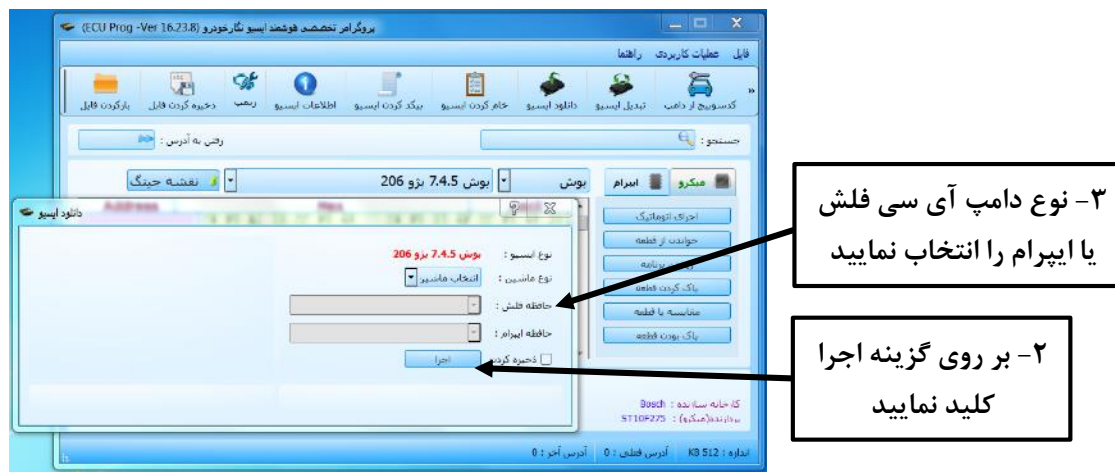 پروگرامر تخصصی هوشمند ایسیو نگار خودرو (ECU Prog -Ver 16.23.8)
فایل عملیات کاربردی راهنما
کدسوییچ از دامپ تبدیل ایسیو دانلود ایسیو خام کردن ایسیو بیکد کردن ایسیو اطلاعات ایسیو ریمپ ذخیره کردن فایل بازکردن فایل
جستجو : رفتن به آدرس :
میکرو ایپرام بوش بوش 7.4.5 پژو 206 نقشه جیتگ
دانلود ایسیو
نوع ایسیو : بوش 7.4.5 پژو 206
نوع ماشین : انتخاب ماشین
حافظه فلش :
حافظه ایپرام :
ذخیره کردن اجرا
اجرای اتوماتیک
خواندن از قطعه
پاک کردن قطعه
مقایسه با قطعه
پاک بودن قطعه
کارخانه سازنده : Bosch
پردازنده(میکرو) : ST10F275
اندازه : 512 KB آدرس فعلی : 0 آدرس آخر : 0
۳- نوع دامپ آی سی فلش
یا ایپرام را انتخاب نمایید
۲- بر روی گزینه اجرا
کلید نمایید